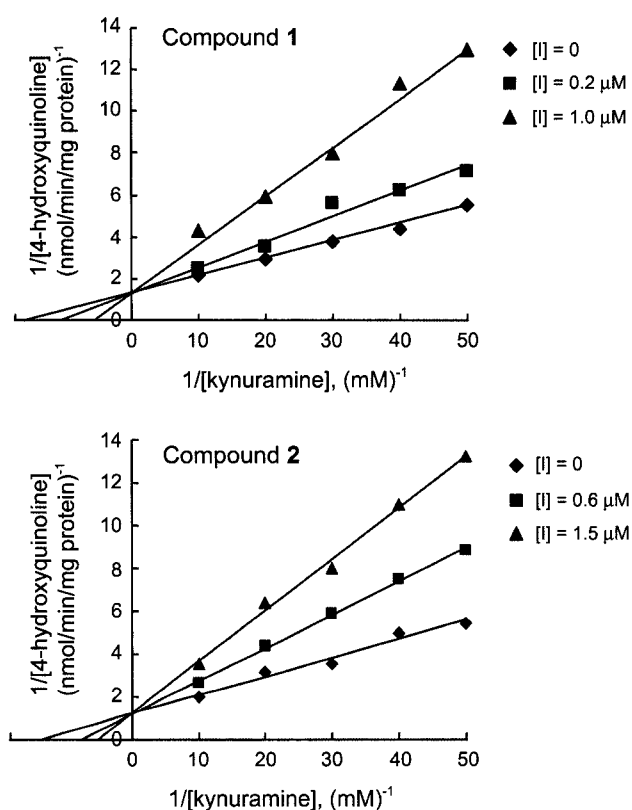 Compound 1
14
12
10
8
6
4
2
0
1/[4-hydroxyquinoline]
(nmol/min/mg protein)-1
0 10 20 30 40 50
1/[kynuramine], (mM)-1
[I] = 0
[I] = 0.2 μM
[I] = 1.0 μM
Compound 2
14
12
10
8
6
4
2
0
1/[4-hydroxyquinoline]
(nmol/min/mg protein)-1
0 10 20 30 40 50
1/[kynuramine], (mM)-1
[I] = 0
[I] = 0.6 μM
[I] = 1.5 μM